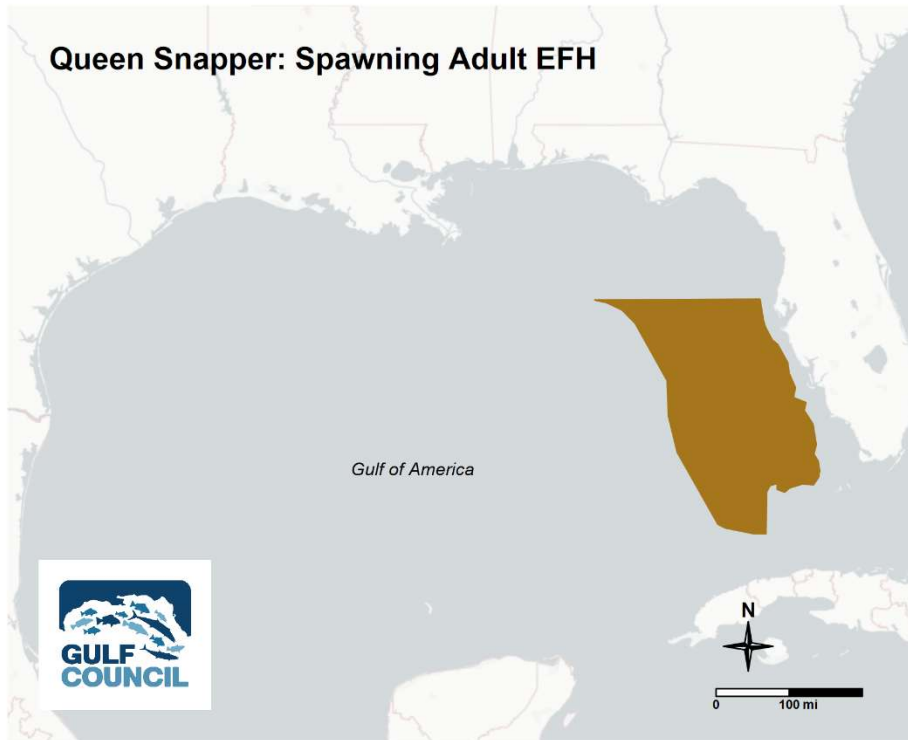 Queen Snapper: Spawning Adult EFH
Gulf of America
GULF
COUNCIL
N
0 100 mi